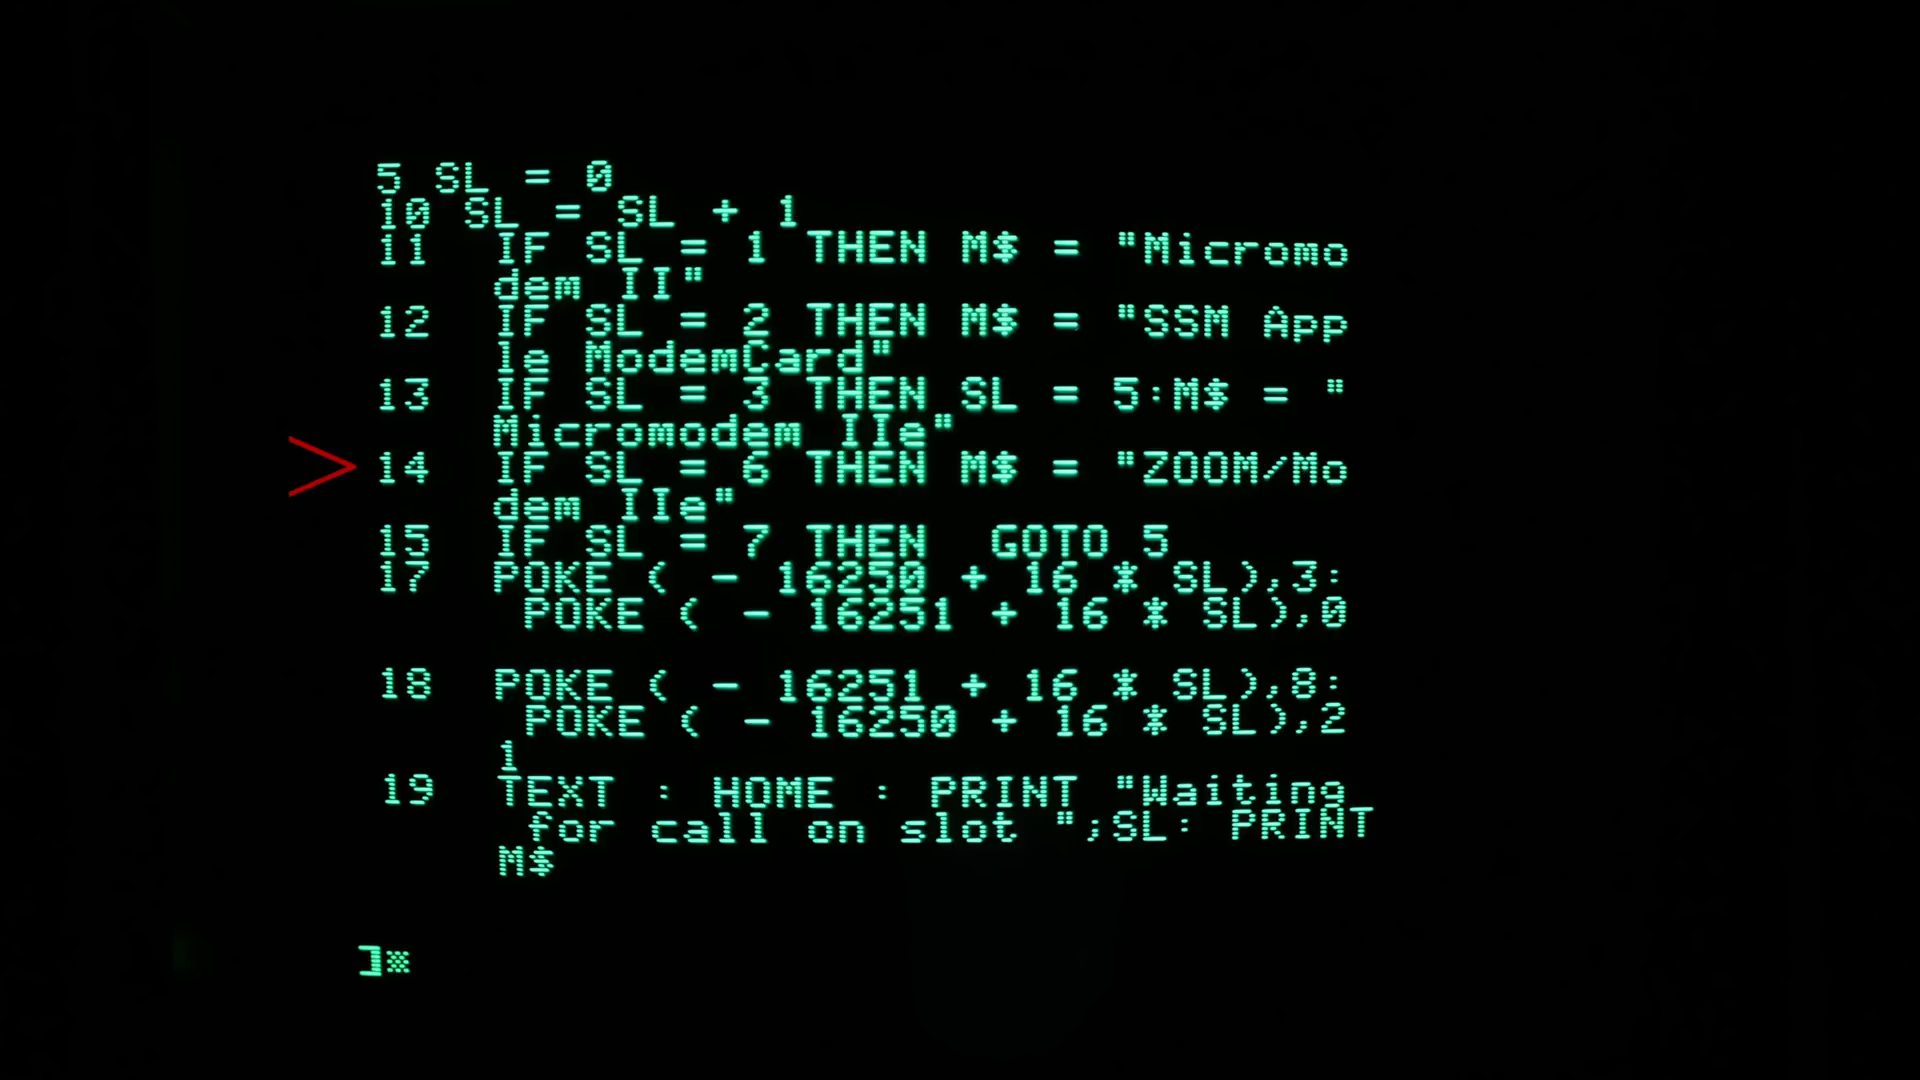 5 SL = 0
10 SL = SL + 1
11 IF SL = 1 THEN M$ = "Micromo
dem II"
12 IF SL = 2 THEN M$ = "SSM App
le ModemCard"
13 IF SL = 3 THEN SL = 5:M$ = "
Micromodem IIe"
14 IF SL = 6 THEN M$ = "ZOOM/Mo
dem IIe"
15 IF SL = 7 THEN GOTO 5
17 POKE ( - 16250 + 16 * SL),3:
POKE ( - 16251 + 16 * SL),0
18 POKE ( - 16251 + 16 * SL),8:
POKE ( - 16250 + 16 * SL),2
1
19 TEXT : HOME : PRINT "Waiting
for call on slot ";SL: PRINT
M$
]